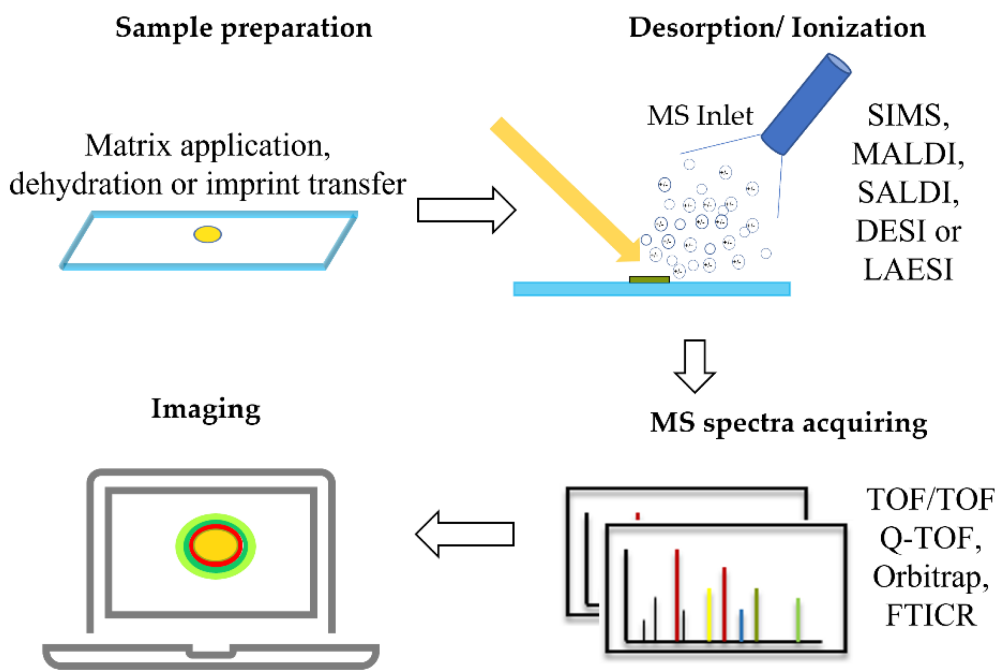 Sample preparation
Matrix application,
dehydration or imprint transfer
Desorption/ Ionization
MS Inlet
SIMS,
MALDI,
SALDI,
DESI or
LAESI
MS spectra acquiring
TOF/TOF
Q-TOF,
Orbitrap,
FTICR
Imaging